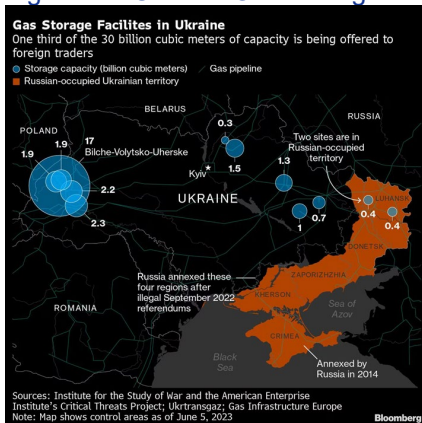 Gas Storage Facilites in Ukraine
One third of the 30 billion cubic meters of capacity is being offered to
foreign traders
Storage capacity (billion cubic meters) Gas pipeline
Russian-occupied Ukrainian territory
BELARUS
RUSSIA
POLAND
0.3
Two sites are in
Russian-occupied
territory
1.9
1.9
17
Bilche-Volytsko-Uherske
Kyiv
1.5
1.3
2.2
UKRAINE
LUHANSK
2.3
1
0.7
0.4
0.4
DONETSK
Russia annexed these
four regions after
illegal September 2022
referendums
ZAPORIZHZHIA
KHERSON
ROMANIA
Sea of
Azov
CRIMEA
Black
Sea
Annexed by
Russia in 2014
Sources: Institute for the Study of War and the American Enterprise
Institute's Critical Threats Project; Ukrtransgaz; Gas Infrastructure Europe
Note: Map shows control areas as of June 5, 2023
Bloomberg